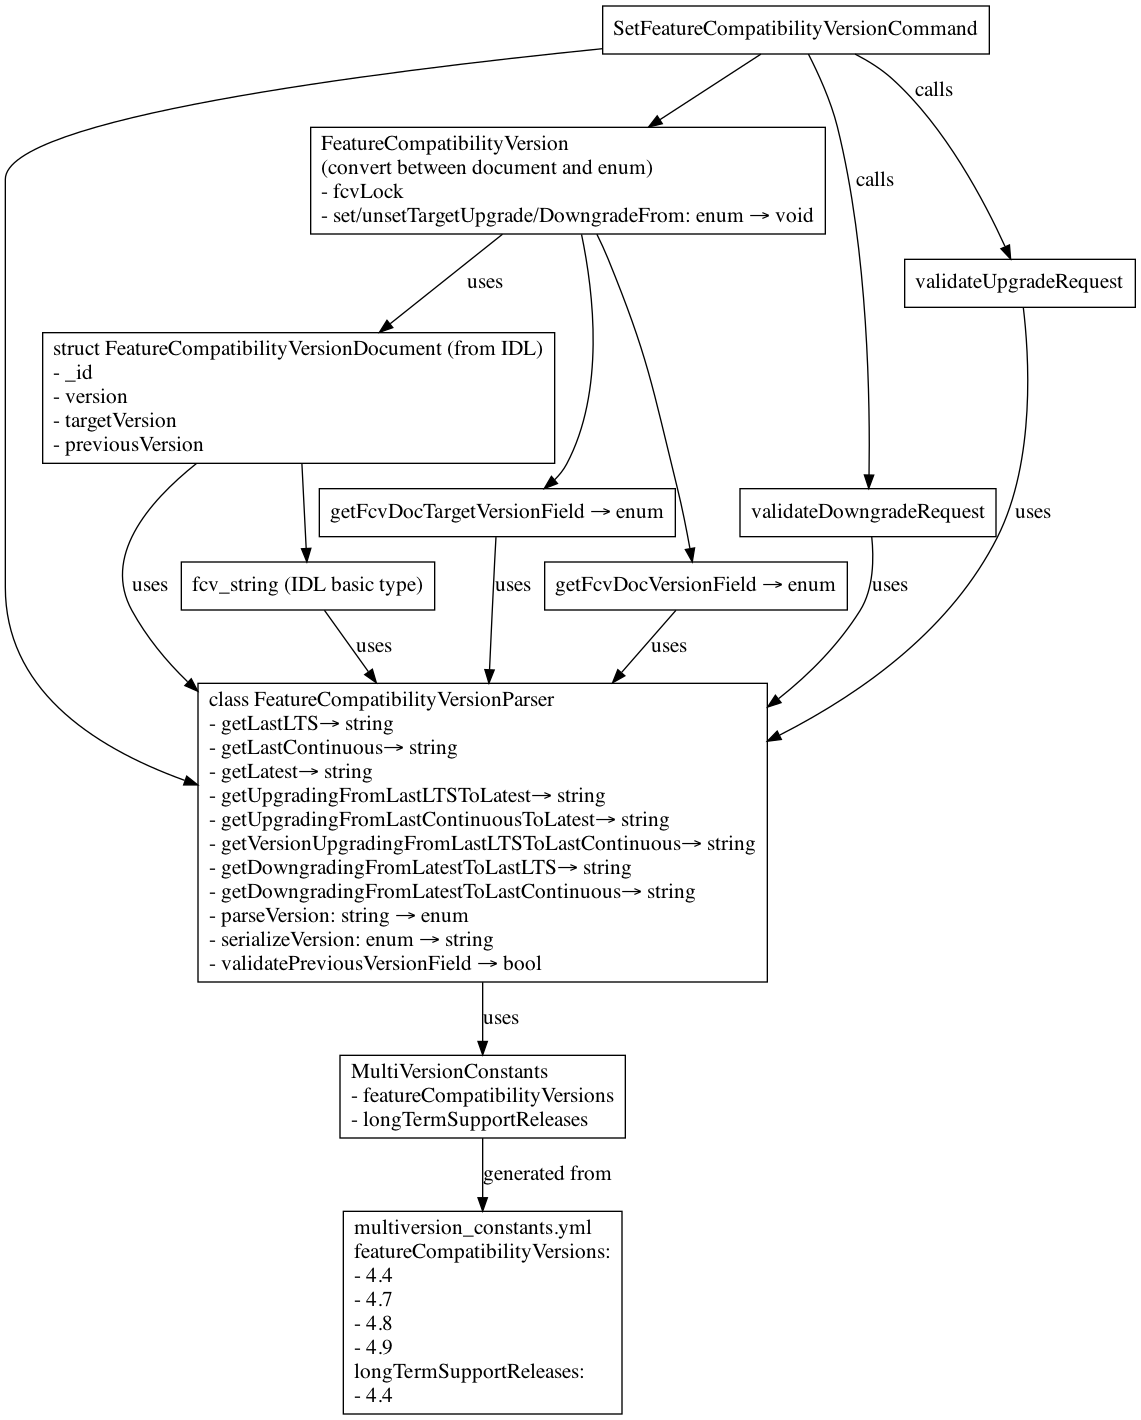 SetFeatureCompatibilityVersionCommand
calls
FeatureCompatibilityVersion
(convert between document and enum)
- fcvLock
- set/unsetTargetUpgrade/DowngradeFrom: enum → void
calls
validateUpgradeRequest
uses
struct FeatureCompatibilityVersionDocument (from IDL)
- _id
- version
- targetVersion
- previousVersion
getFcvDocTargetVersionField → enum
validateDowngradeRequest
uses
uses
fcv_string (IDL basic type)
uses
getFcvDocVersionField → enum
uses
uses
uses
class FeatureCompatibilityVersionParser
- getLastLTS→ string
- getLastContinuous→ string
- getLatest→ string
- getUpgradingFromLastLTSToLatest→ string
- getUpgradingFromLastContinuousToLatest→ string
- getVersionUpgradingFromLastLTSToLastContinuous→ string
- getDowngradingFromLatestToLastLTS→ string
- getDowngradingFromLatestToLastContinuous→ string
- parseVersion: string → enum
- serializeVersion: enum → string
- validatePreviousVersionField → bool
uses
MultiVersionConstants
- featureCompatibilityVersions
- longTermSupportReleases
generated from
multiversion_constants.yml
featureCompatibilityVersions:
- 4.4
- 4.7
- 4.8
- 4.9
longTermSupportReleases:
- 4.4